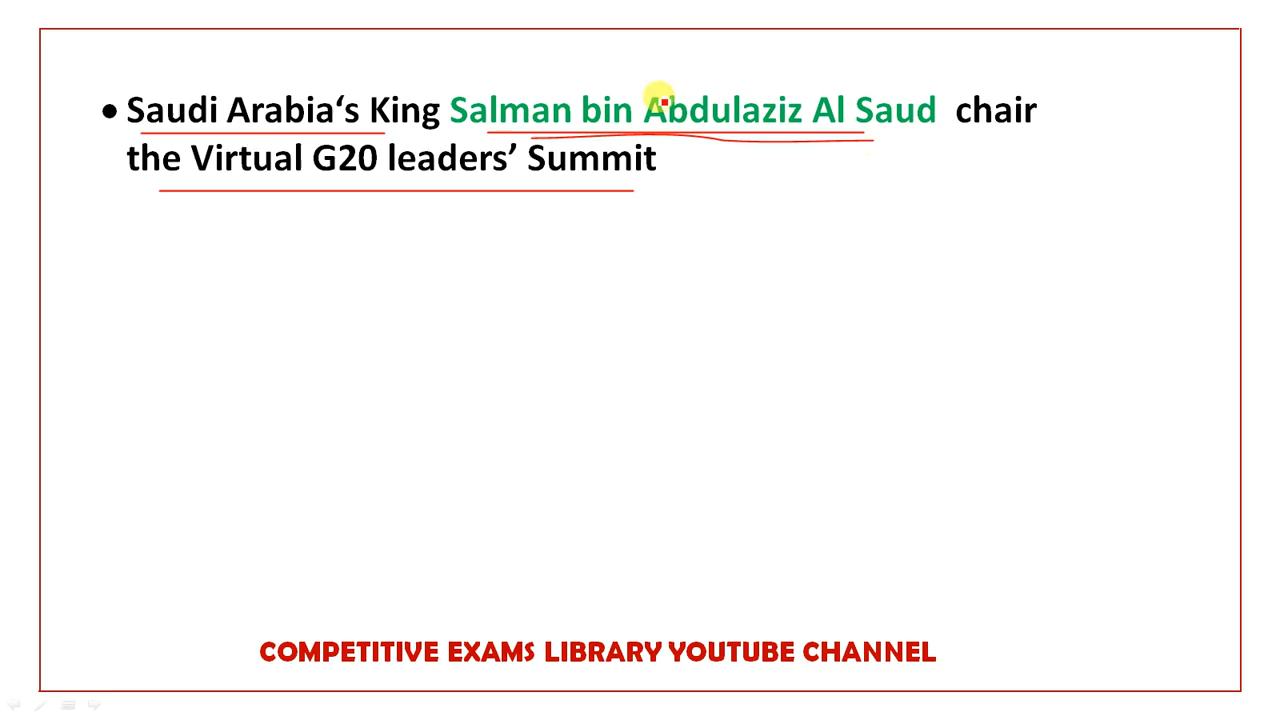 • Saudi Arabia‘s King Salman bin Abdulaziz Al Saud chair
the Virtual G20 leaders’ Summit
COMPETITIVE EXAMS LIBRARY YOUTUBE CHANNEL